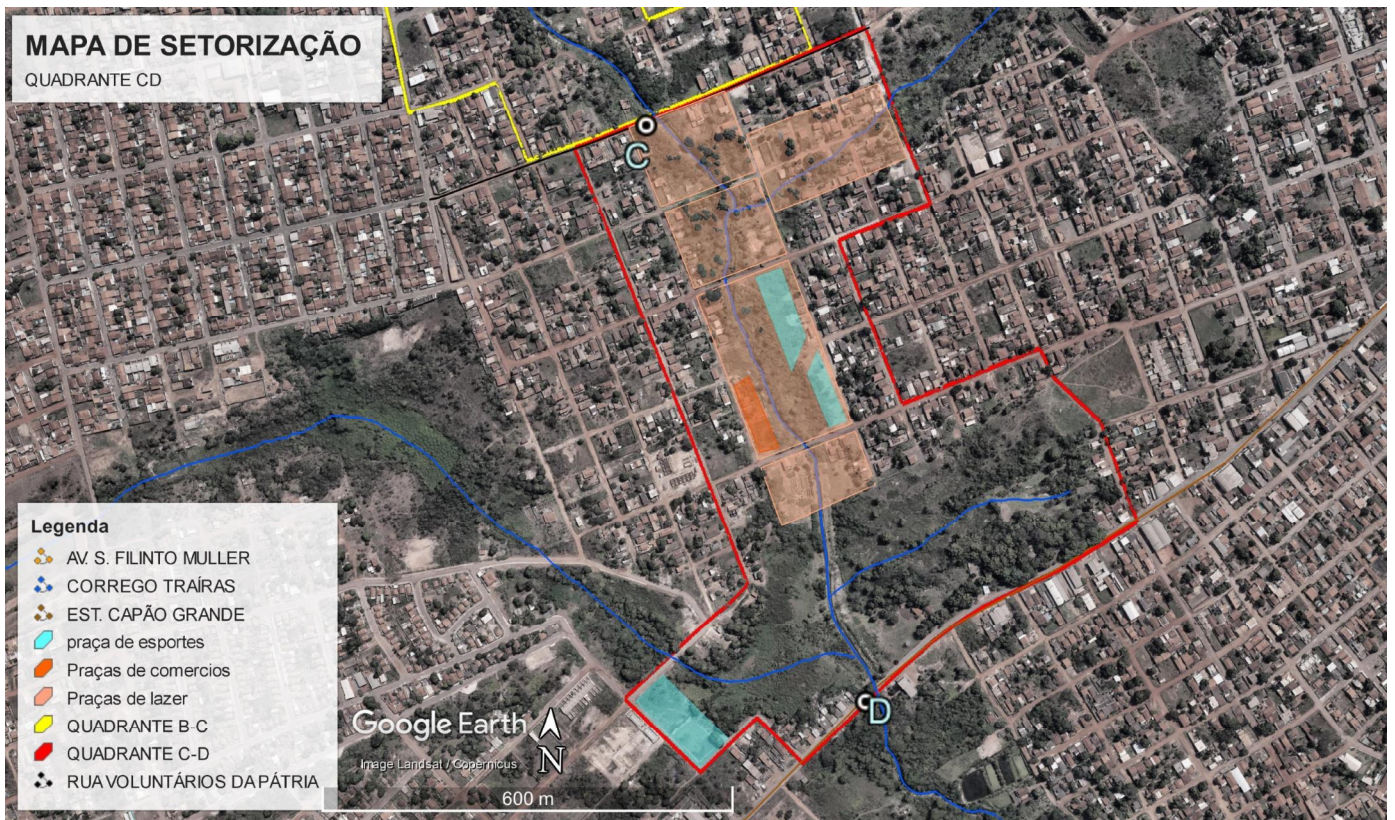 MAPA DE SETORIZAÇÃO
QUADRANTE CD
C
D
Legenda
AV. S. FILINTO MULLER
CORREGO TRAÍRAS
EST. CAPÃO GRANDE
praça de esportes
Praças de comercios
Praças de lazer
QUADRANTE B-C
QUADRANTE C-D
RUA VOLUNTÁRIOS DA PÁTRIA
Google Earth
Image Landsat / Copernicus
N
600 m